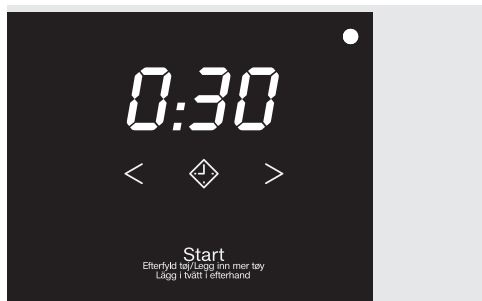 0:30
< >
Start
Efterfyld tøj/Legg inn mer tøy
Lägg i tvätt i efterhand